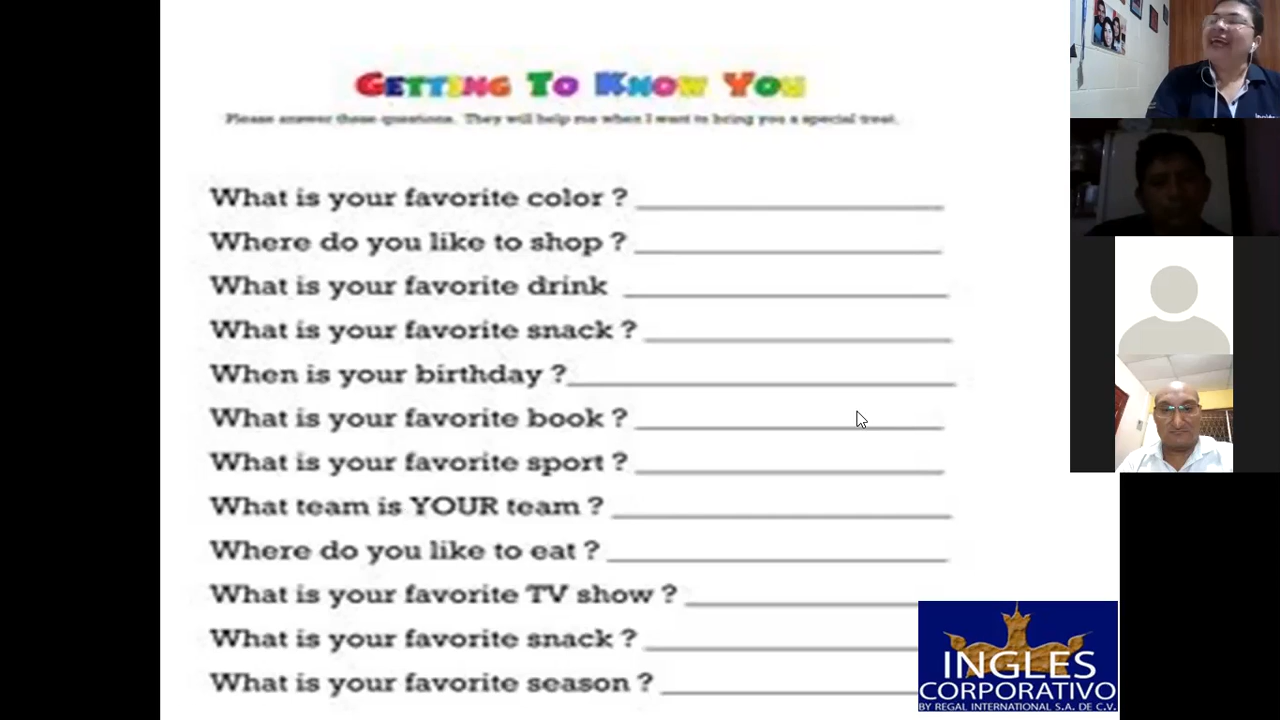 GETTING TO KNOW YOU
Please answer these questions. They will help me when I want to bring you a special treat.
What is your favorite color ?
Where do you like to shop ?
What is your favorite drink
What is your favorite snack ?
When is your birthday ?
What is your favorite book ?
What is your favorite sport ?
What team is YOUR team ?
Where do you like to eat ?
What is your favorite TV show ?
What is your favorite snack ?
What is your favorite season ?
INGLES
CORPORATIVO
BY REGAL INTERNATIONAL S.A. DE C.V.